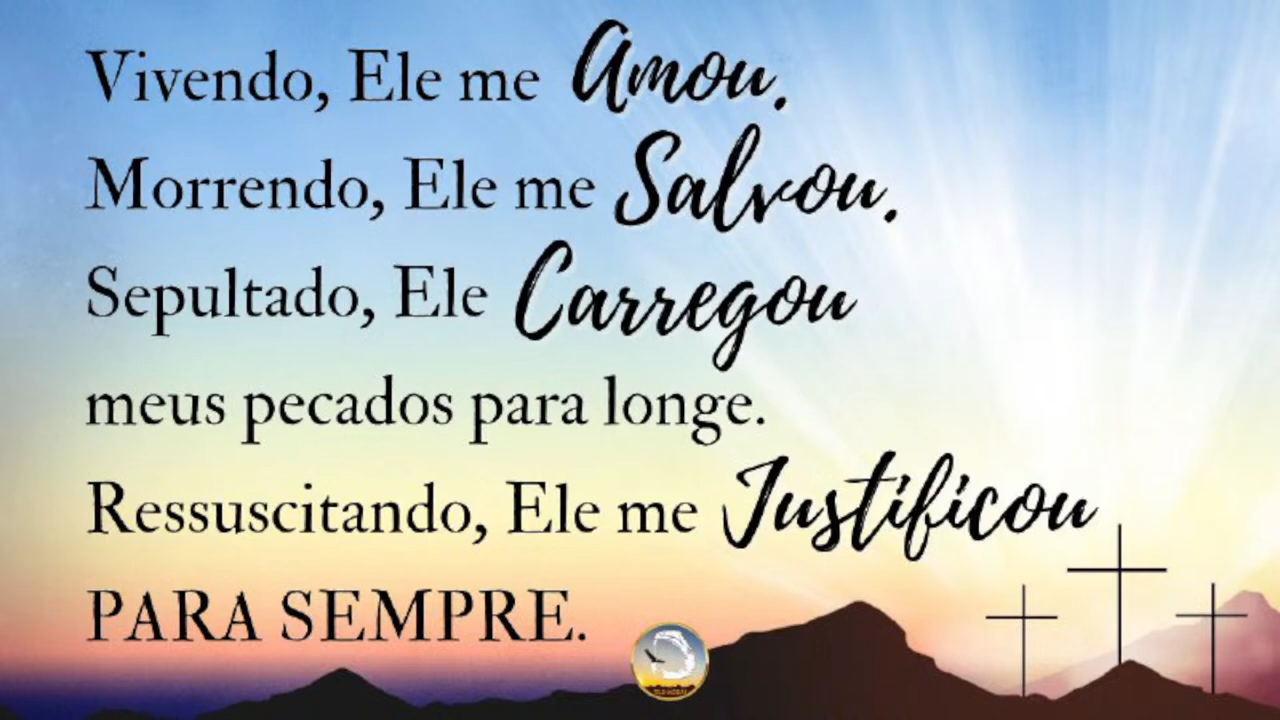 Vivendo, Ele me Amou.
Morrendo, Ele me Salvou.
Sepultado, Ele Carregou
meus pecados para longe.
Ressuscitando, Ele me Justificou
PARA SEMPRE.